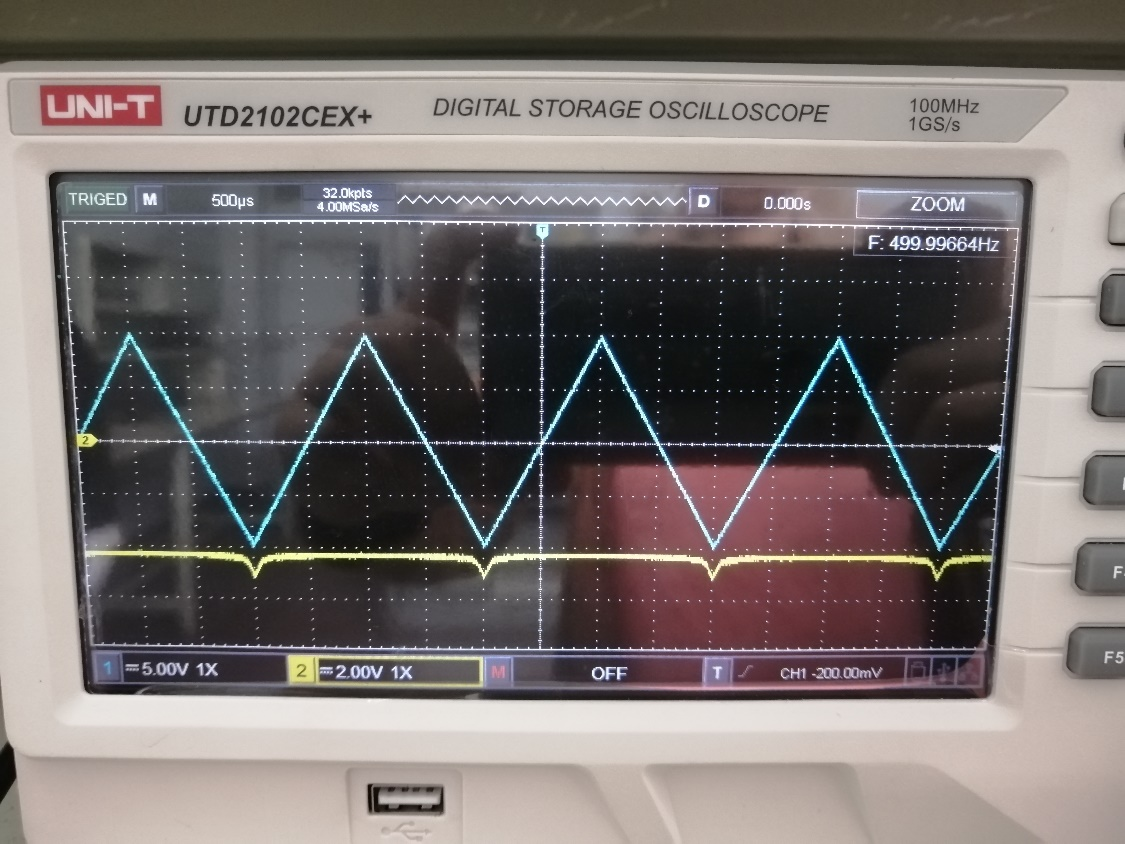 UNI-T UTD2102CEX+ DIGITAL STORAGE OSCILLOSCOPE 100MHz
1GS/s
TRIGED M 500μs 32.0kpts D 0.000s ZOOM
4.00MSa/s
F: 499.99664Hz
T
2
1 5.00V 1X 2 2.00V 1X M OFF T CH1 -200.00mV
F5